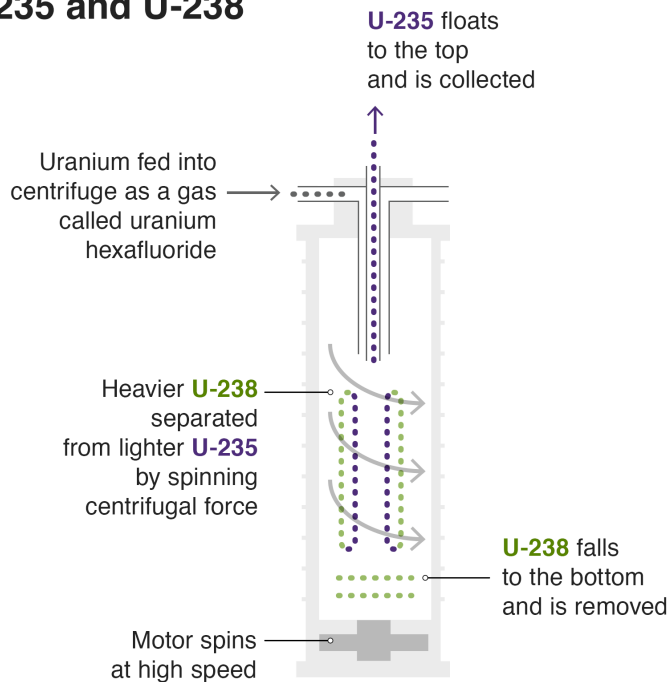 235 and U-238
U-235 floats
to the top
and is collected
Uranium fed into
centrifuge as a gas
called uranium
hexafluoride
Heavier U-238
separated
from lighter U-235
by spinning
centrifugal force
U-238 falls
to the bottom
and is removed
Motor spins
at high speed